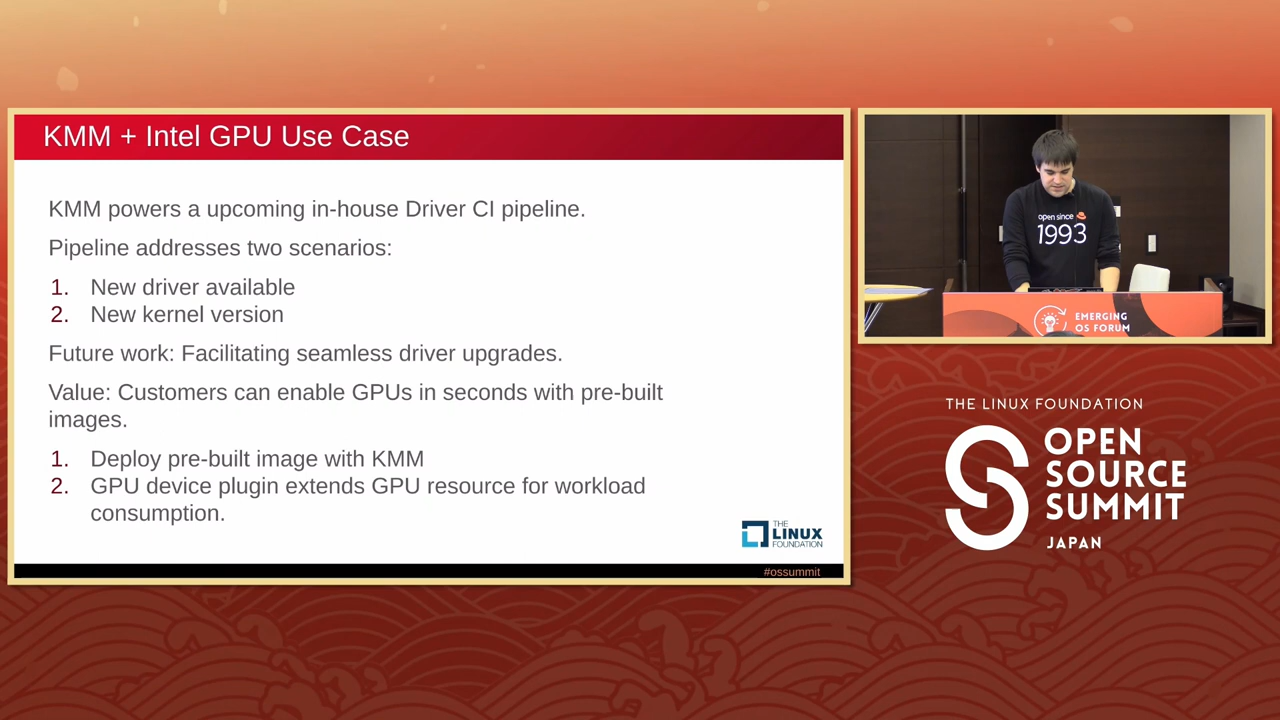 KMM + Intel GPU Use Case
KMM powers a upcoming in-house Driver CI pipeline.
Pipeline addresses two scenarios:
1. New driver available
2. New kernel version
Future work: Facilitating seamless driver upgrades.
Value: Customers can enable GPUs in seconds with pre-built
images.
1. Deploy pre-built image with KMM
2. GPU device plugin extends GPU resource for workload
consumption.
THE
LINUX
FOUNDATION
#ossummit
open since
1993
EMERGING
OS FORUM
THE LINUX FOUNDATION
OPEN
SOURCE
SUMMIT
JAPAN